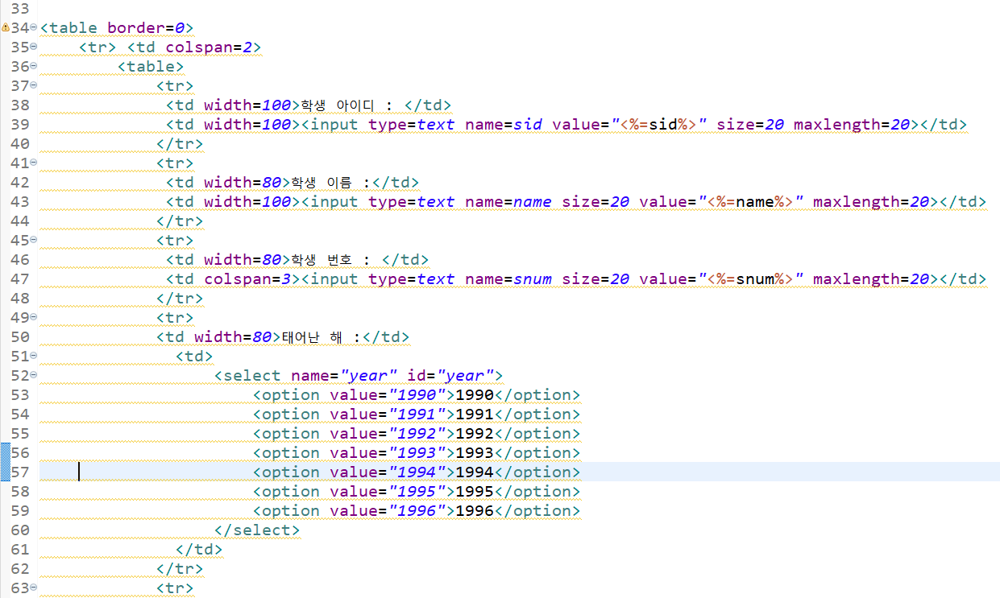 33
34 <table border=0>
35 <tr> <td colspan=2>
36 <table>
37 <tr>
38 <td width=100>학생 아이디 : </td>
39 <td width=100><input type=text name=sid value="<%=sid%>" size=20 maxlength=20></td>
40 </tr>
41 <tr>
42 <td width=80>학생 이름 :</td>
43 <td width=100><input type=text name=name size=20 value="<%=name%>" maxlength=20></td>
44 </tr>
45 <tr>
46 <td width=80>학생 번호 : </td>
47 <td colspan=3><input type=text name=snum size=20 value="<%=snum%>" maxlength=20></td>
48 </tr>
49 <tr>
50 <td width=80>태어난 해 :</td>
51 <td>
52 <select name="year" id="year">
53 <option value="1990">1990</option>
54 <option value="1991">1991</option>
55 <option value="1992">1992</option>
56 <option value="1993">1993</option>
57 <option value="1994">1994</option>
58 <option value="1995">1995</option>
59 <option value="1996">1996</option>
60 </select>
61 </td>
62 </tr>
63 <tr>